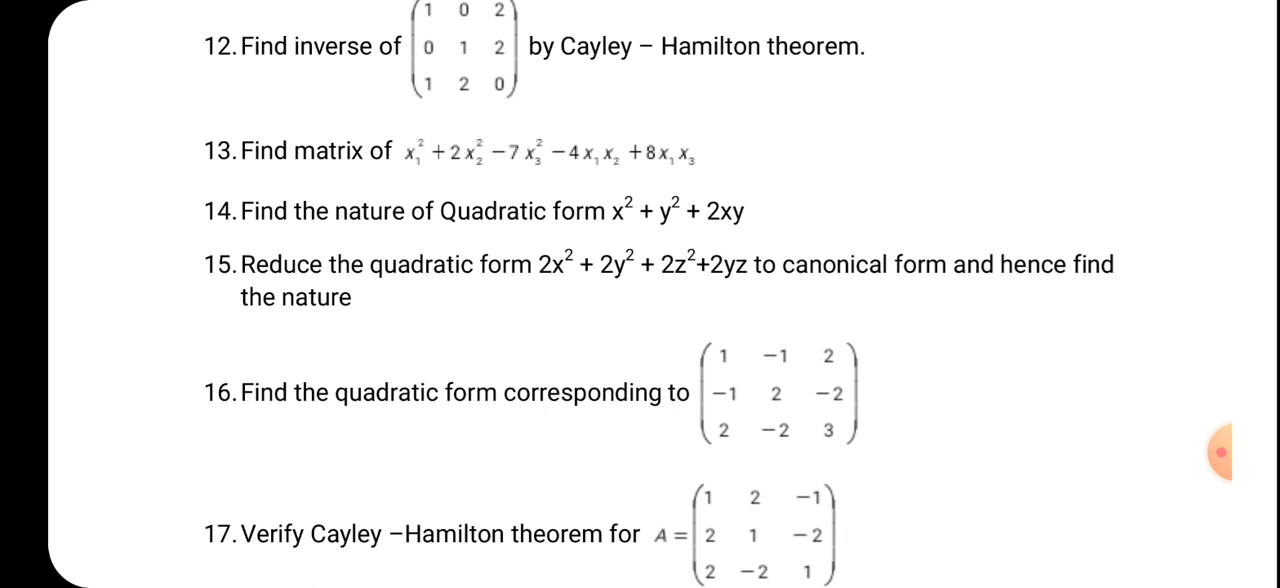 12. Find inverse of (1 0 2
0 1 2
1 2 0) by Cayley – Hamilton theorem.
13. Find matrix of x₁² + 2x₂² − 7x₃² − 4x₁x₂ + 8x₁x₃
14. Find the nature of Quadratic form x² + y² + 2xy
15. Reduce the quadratic form 2x² + 2y² + 2z²+2yz to canonical form and hence find
the nature
16. Find the quadratic form corresponding to (1 −1 2
−1 2 −2
2 −2 3)
17. Verify Cayley –Hamilton theorem for A = (1 2 −1
2 1 −2
2 −2 1)